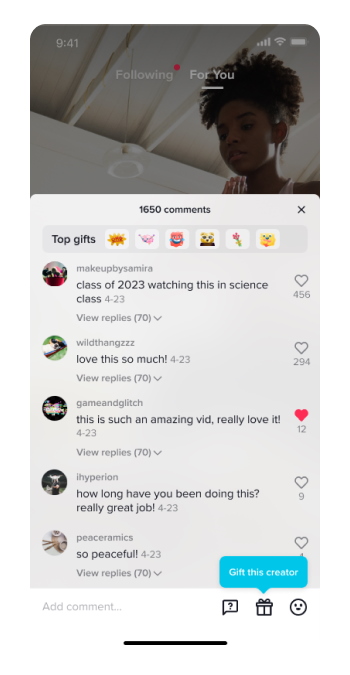 9:41
Following For You
1650 comments
Top gifts
makeupbysamira
class of 2023 watching this in science
class 4-23
456
View replies (70)
wildthangzzz
love this so much! 4-23
294
View replies (70)
gameandglitch
this is such an amazing vid, really love it!
4-23
12
View replies (70)
ihyperion
how long have you been doing this?
really great job! 4-23
9
peaceramics
so peaceful! 4-23
View replies (70)
Gift this creator
Add comment...